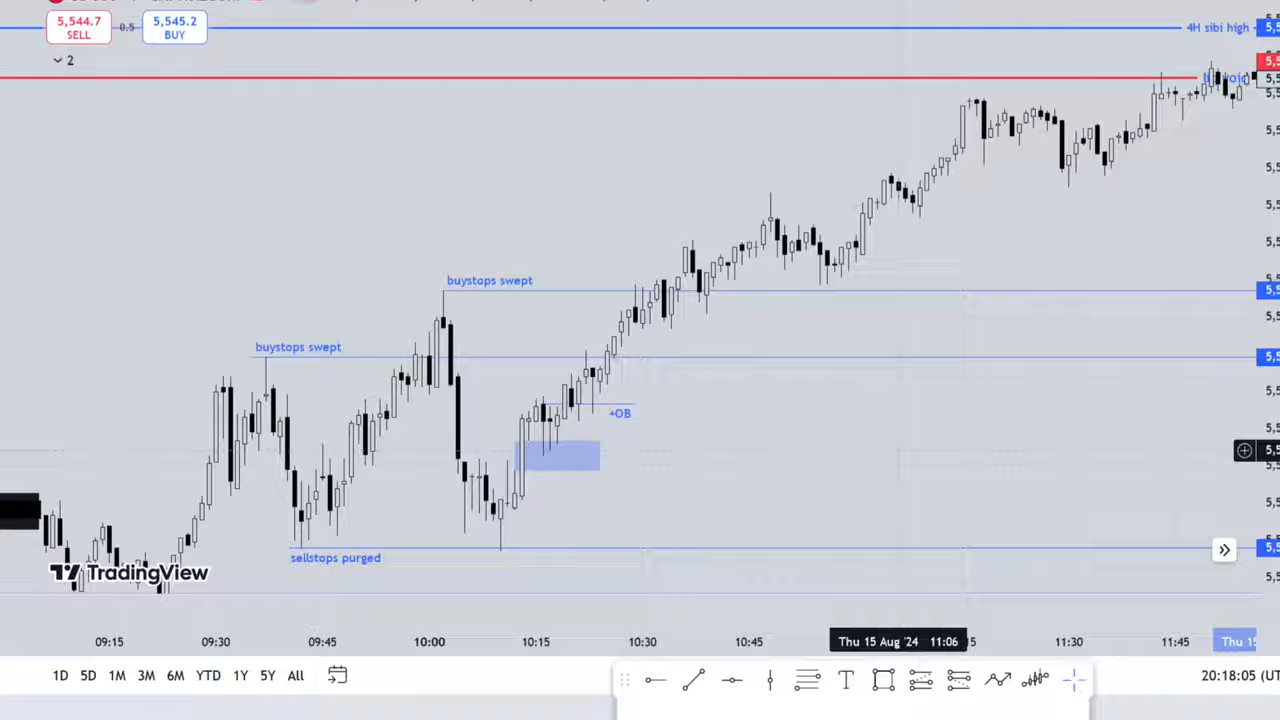 5,544.7
SELL
0.5
5,545.2
BUY
2
4H sibi high
buystops swept
buystops swept
+OB
sellstops purged
TradingView
09:15
09:30
09:45
10:00
10:15
10:30
10:45
Thu 15 Aug '24 11:06
11:30
11:45
Thu 15
1D
5D
1M
3M
6M
YTD
1Y
5Y
All
T
20:18:05 (UT